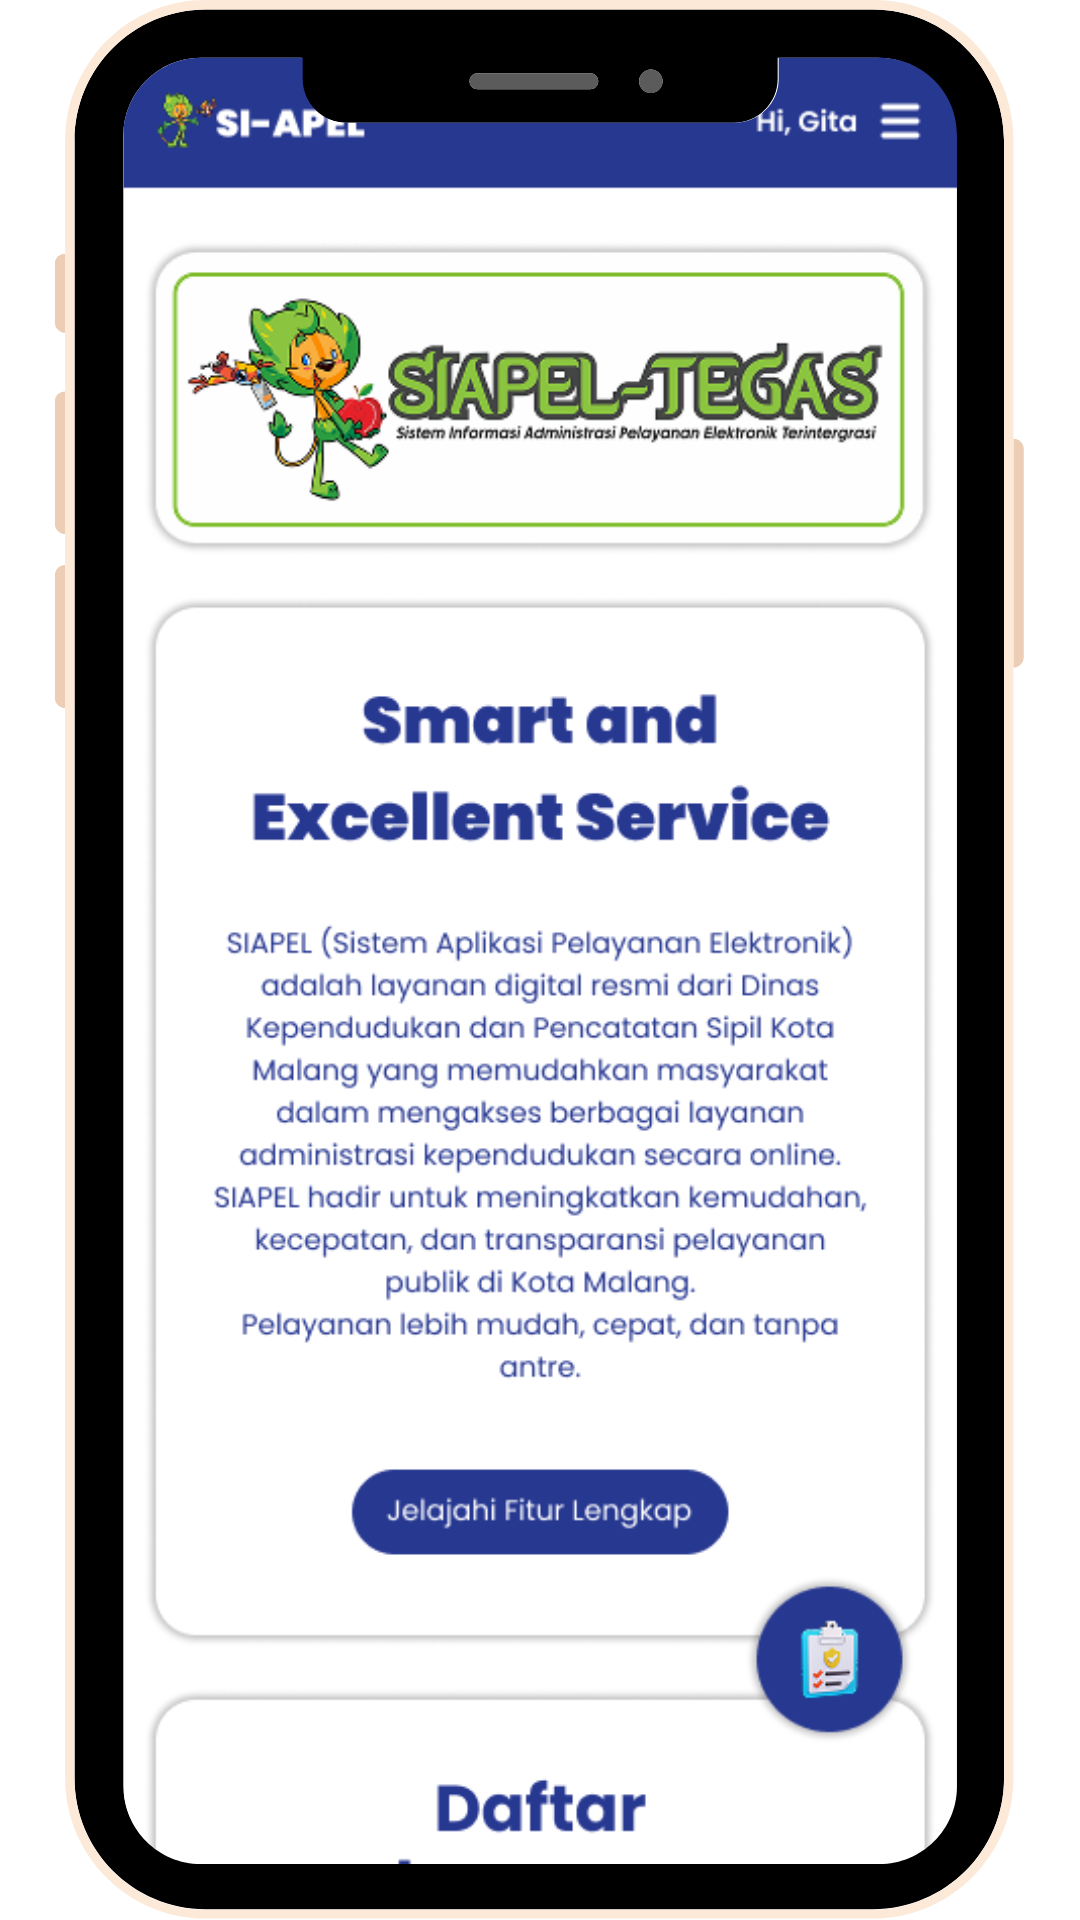 SI-APEL
Hi, Gita
SIAPEL-TEGAS
Sistem Informasi Administrasi Pelayanan Elektronik Terintergrasi
Smart and
Excellent Service
SIAPEL (Sistem Aplikasi Pelayanan Elektronik)
adalah layanan digital resmi dari Dinas
Kependudukan dan Pencatatan Sipil Kota
Malang yang memudahkan masyarakat
dalam mengakses berbagai layanan
administrasi kependudukan secara online.
SIAPEL hadir untuk meningkatkan kemudahan,
kecepatan, dan transparansi pelayanan
publik di Kota Malang.
Pelayanan lebih mudah, cepat, dan tanpa
antre.
Jelajahi Fitur Lengkap
Daftar